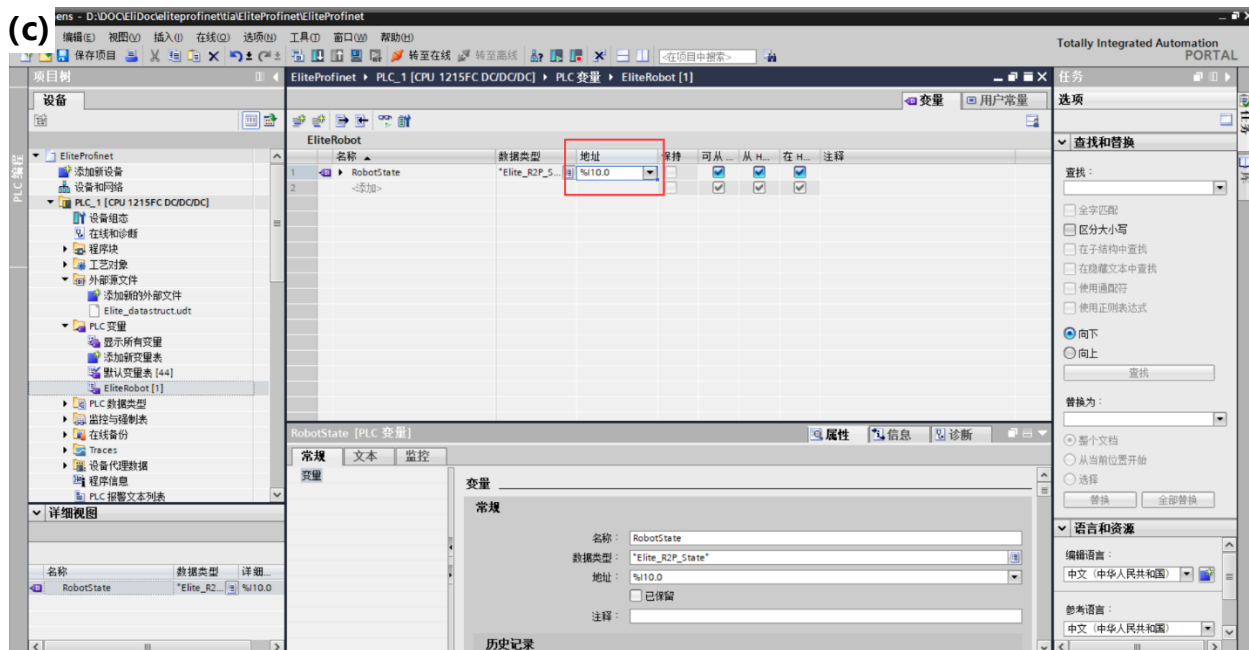 (c)
ens - D:\DOC\EliDoc\eliteprofinet\tia\EliteProfinet\EliteProfinet
编辑(E) 视图(V) 插入(I) 在线(O) 选项(N) 工具(T) 窗口(W) 帮助(H)
保存项目 转至在线 转至离线 <在项目中搜索>
Totally Integrated Automation
PORTAL
项目树
设备
PLC 编程
EliteProfinet
添加新设备
设备和网络
PLC_1 [CPU 1215FC DC/DC/DC]
设备组态
在线和诊断
程序块
工艺对象
外部源文件
添加新的外部文件
Elite_datastruct.udt
PLC 变量
显示所有变量
添加新变量表
默认变量表 [44]
EliteRobot [1]
PLC 数据类型
监控与强制表
在线备份
Traces
设备代理数据
程序信息
PLC 报警文本列表
详细视图
名称 数据类型 详细...
RobotState "Elite_R2... %I10.0
EliteProfinet PLC_1 [CPU 1215FC DC/DC/DC] PLC 变量 EliteRobot [1]
变量 用户常量
EliteRobot
名称 数据类型 地址 保持 可从 ... 从 H... 在 H... 注释
1 RobotState "Elite_R2P_S... %I10.0
2 <添加>
RobotState [PLC 变量]
属性 信息 诊断
常规 文本 监控
变量
变量
常规
名称: RobotState
数据类型: "Elite_R2P_State"
地址: %I10.0
已保留
注释:
历史记录
任务
选项
查找和替换
查找:
全字匹配
区分大小写
在子结构中查找
在隐藏文本中查找
使用通配符
使用正则表达式
向下
向上
查找
替换为:
整个文档
从当前位置开始
选择
替换 全部替换
语言和资源
编辑语言:
中文（中华人民共和国）
参考语言:
中文（中华人民共和国）
任务
库